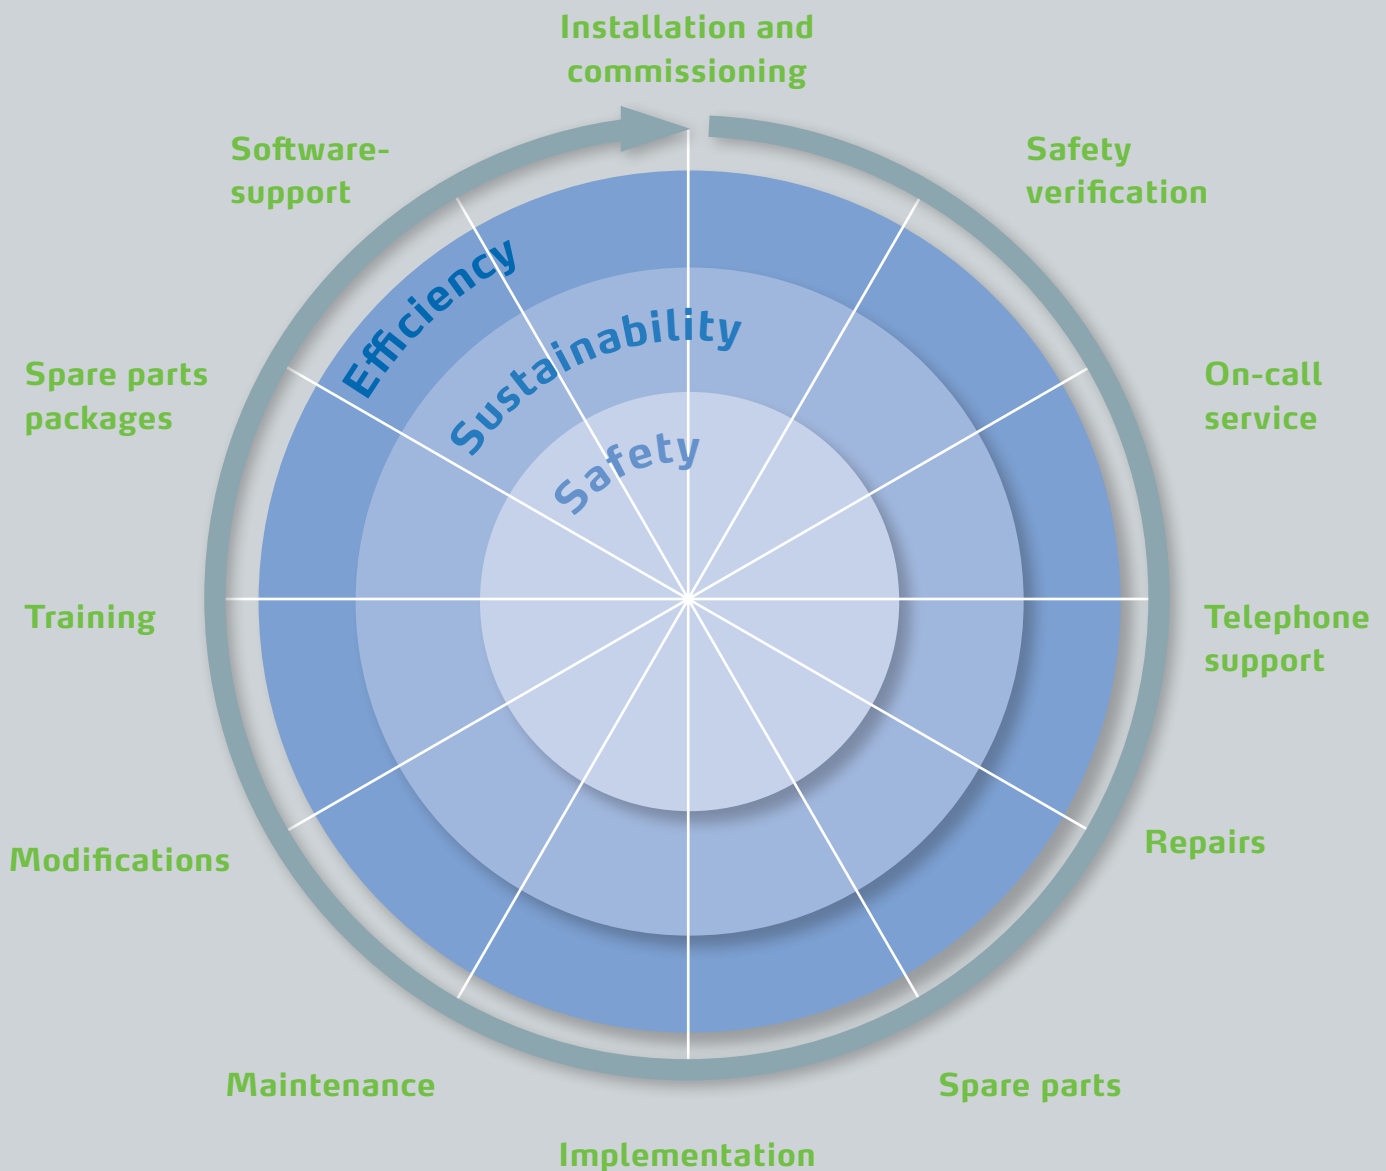 Installation and
commissioning
Software-
support
Safety
verification
Efficiency
Sustainability
Safety
Spare parts
packages
On-call
service
Training
Telephone
support
Modifications
Repairs
Maintenance
Spare parts
Implementation